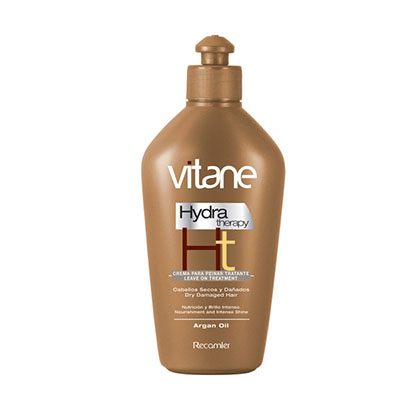 vitane
Hydra
therapy
Ht
CREMA PARA PEINAR TRATANTE
LEAVE ON TREATMENT
Cabellos Secos y Dañados
Dry Damaged Hair
Nutrición y Brillo Intenso.
Nourishment and Intense Shine
Argan Oil
Recamier